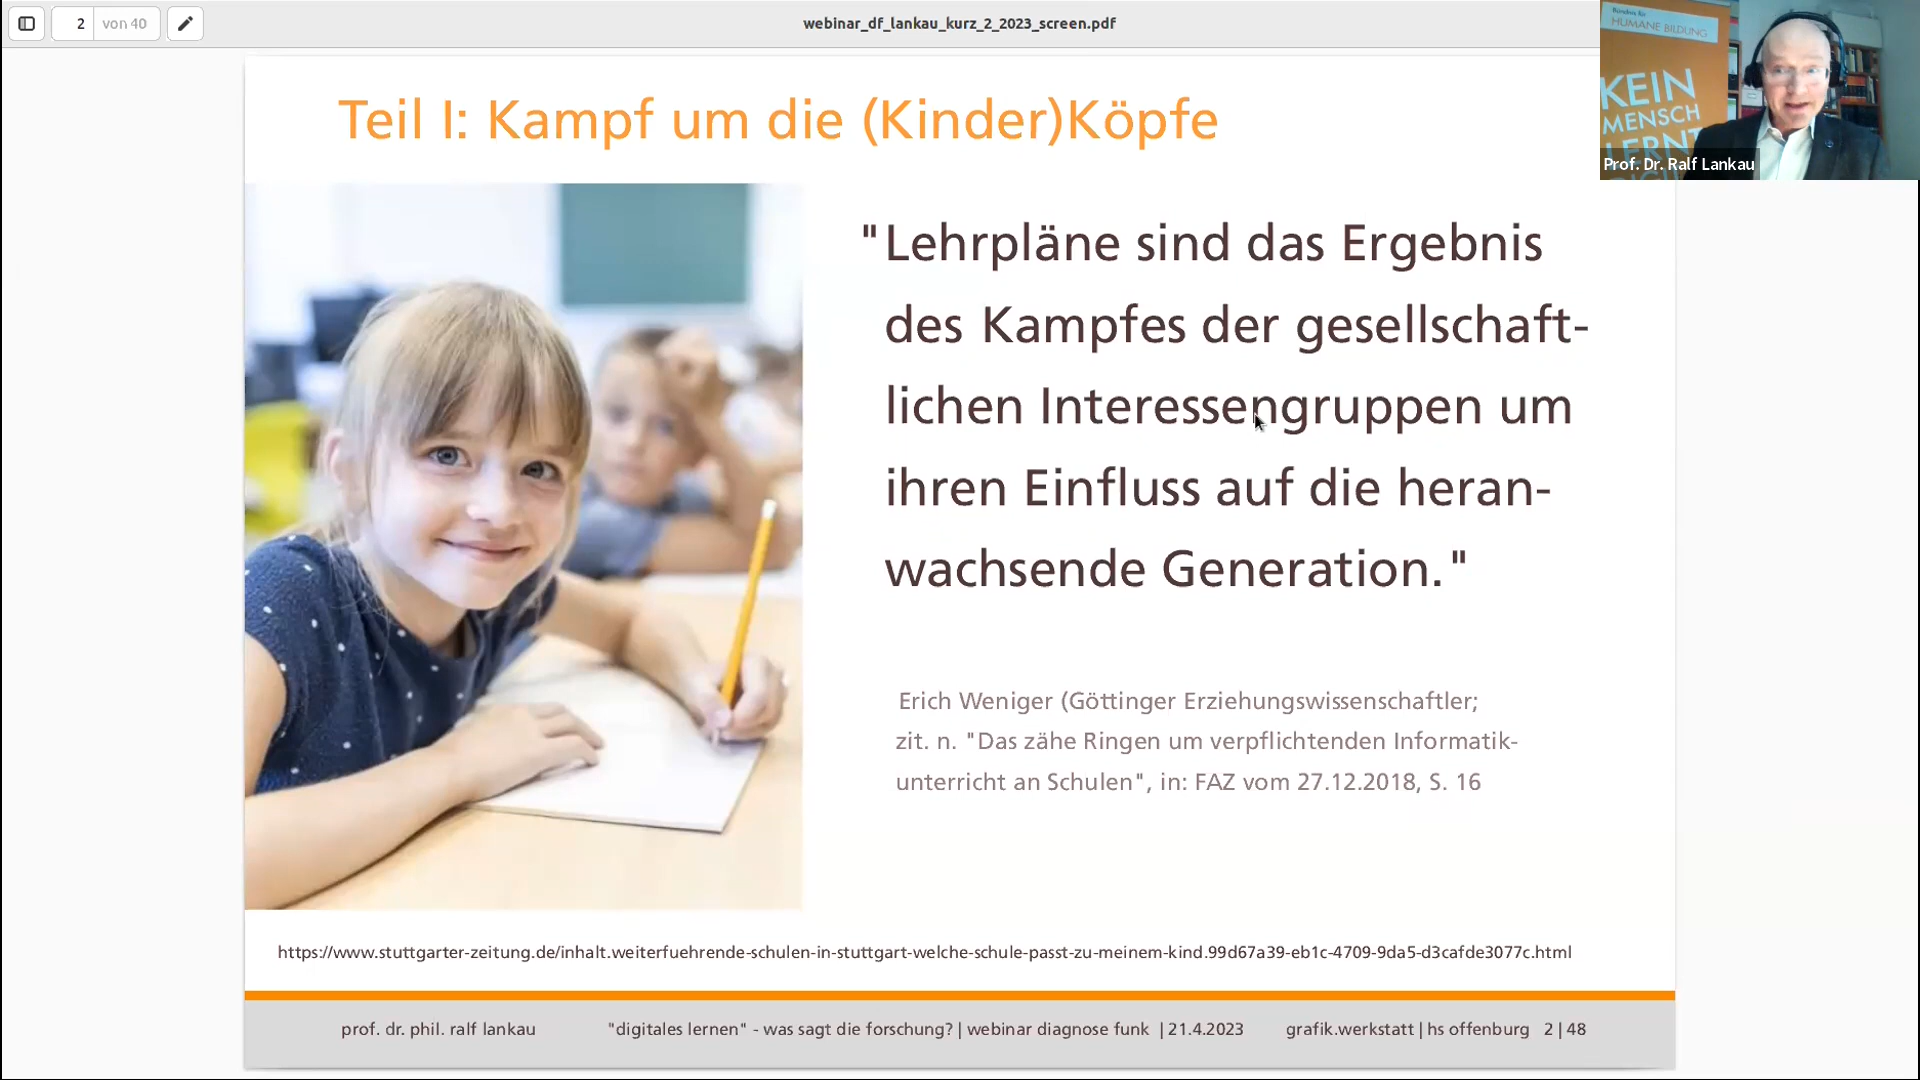 2 von 40
webinar_df_lankau_kurz_2_2023_screen.pdf
Bündnis für
HUMANE BILDUNG
KEIN
MENSCH
LERNT
Prof. Dr. Ralf Lankau
Teil I: Kampf um die (Kinder)Köpfe
"Lehrpläne sind das Ergebnis
des Kampfes der gesellschaft-
lichen Interessengruppen um
ihren Einfluss auf die heran-
wachsende Generation."
Erich Weniger (Göttinger Erziehungswissenschaftler;
zit. n. "Das zähe Ringen um verpflichtenden Informatik-
unterricht an Schulen", in: FAZ vom 27.12.2018, S. 16
https://www.stuttgarter-zeitung.de/inhalt.weiterfuehrende-schulen-in-stuttgart-welche-schule-passt-zu-meinem-kind.99d67a39-eb1c-4709-9da5-d3cafde3077c.html
prof. dr. phil. ralf lankau "digitales lernen" - was sagt die forschung? | webinar diagnose funk | 21.4.2023 grafik.werkstatt | hs offenburg 2 | 48